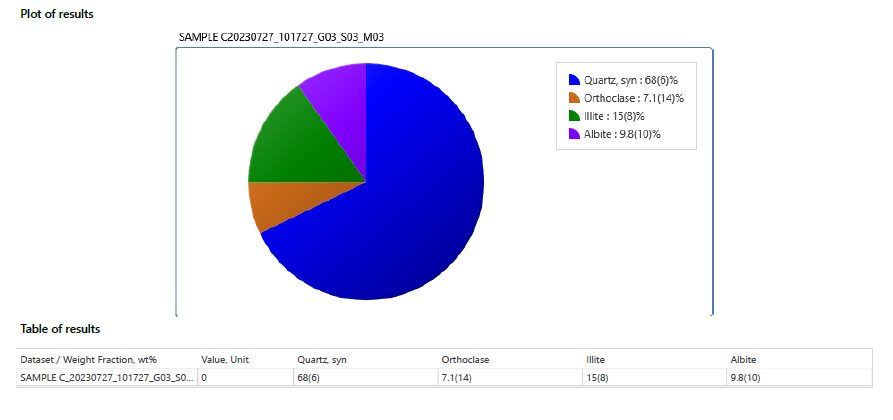 Plot of results
SAMPLE C20230727_101727_G03_S03_M03
Quartz, syn : 68(6)%
Orthoclase : 7.1(14)%
Illite : 15(8)%
Albite : 9.8(10)%
Table of results
Dataset / Weight Fraction, wt% Value, Unit Quartz, syn Orthoclase Illite Albite
SAMPLE C_20230727_101727_G03_S0... 0 68(6) 7.1(14) 15(8) 9.8(10)